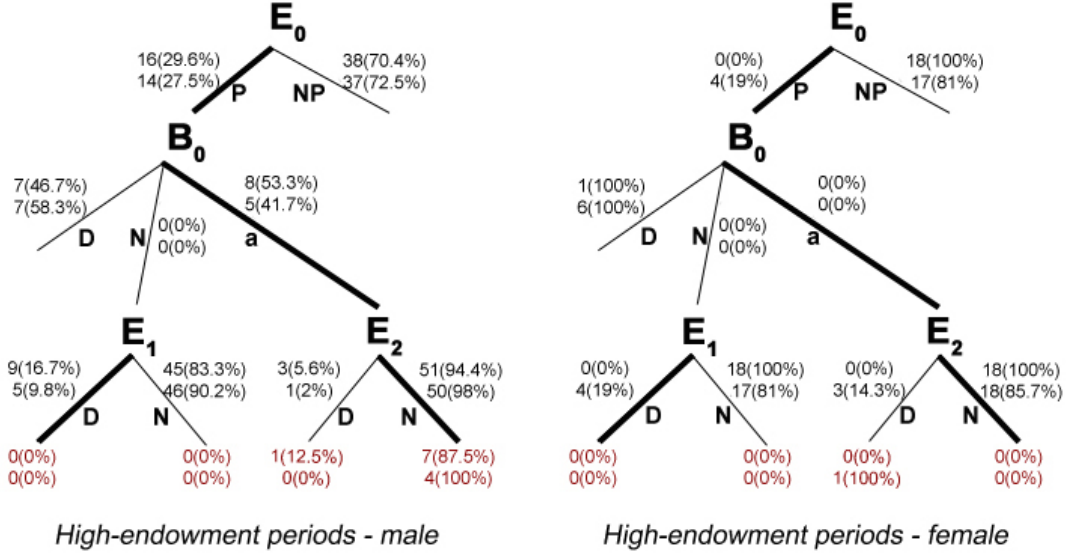 E0
16(29.6%) 38(70.4%)
14(27.5%) 37(72.5%)
P NP
B0
7(46.7%) 8(53.3%)
7(58.3%) 5(41.7%)
0(0%)
0(0%)
D N a
E1 E2
9(16.7%) 45(83.3%) 3(5.6%) 51(94.4%)
5(9.8%) 46(90.2%) 1(2%) 50(98%)
D N D N
0(0%) 0(0%) 1(12.5%) 7(87.5%)
0(0%) 0(0%) 0(0%) 4(100%)
High-endowment periods - male
E0
0(0%) 18(100%)
4(19%) 17(81%)
P NP
B0
1(100%) 0(0%)
6(100%) 0(0%)
0(0%)
0(0%)
D N a
E1 E2
0(0%) 18(100%) 0(0%) 18(100%)
4(19%) 17(81%) 3(14.3%) 18(85.7%)
D N D N
0(0%) 0(0%) 0(0%) 0(0%)
0(0%) 0(0%) 1(100%) 0(0%)
High-endowment periods - female